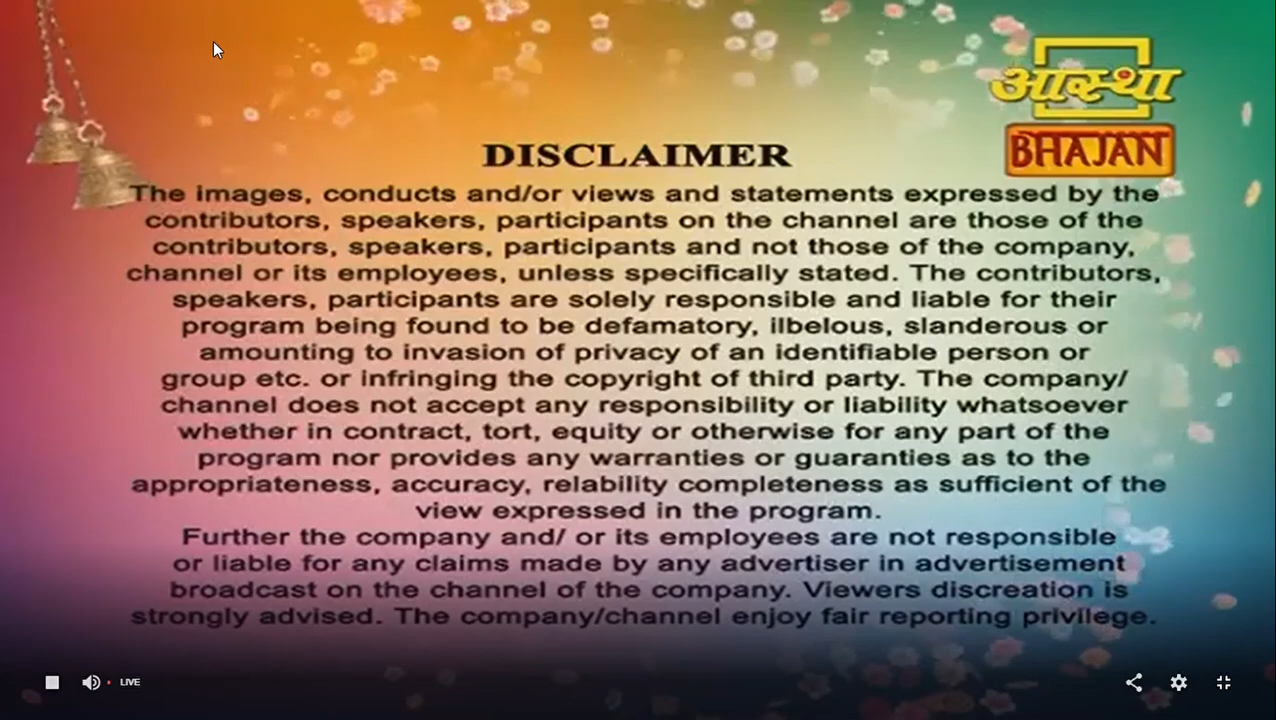 आस्था
BHAJAN
DISCLAIMER
The images, conducts and/or views and statements expressed by the
contributors, speakers, participants on the channel are those of the
contributors, speakers, participants and not those of the company,
channel or its employees, unless specifically stated. The contributors,
speakers, participants are solely responsible and liable for their
program being found to be defamatory, ilbelous, slanderous or
amounting to invasion of privacy of an identifiable person or
group etc. or infringing the copyright of third party. The company/
channel does not accept any responsibility or liability whatsoever
whether in contract, tort, equity or otherwise for any part of the
program nor provides any warranties or guaranties as to the
appropriateness, accuracy, relability completeness as sufficient of the
view expressed in the program.
Further the company and/ or its employees are not responsible
or liable for any claims made by any advertiser in advertisement
broadcast on the channel of the company. Viewers discreation is
strongly advised. The company/channel enjoy fair reporting privilege.
LIVE